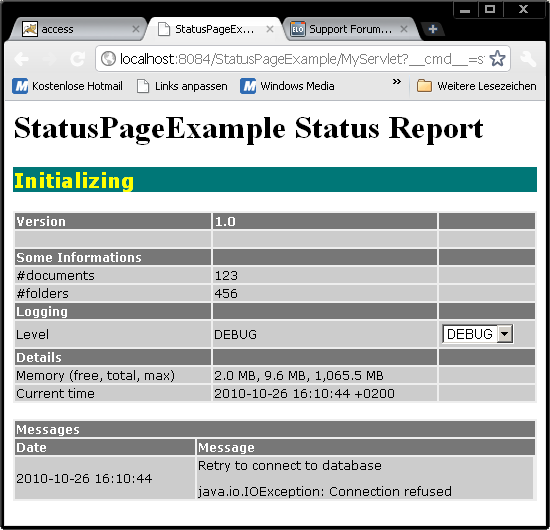 access
StatusPageEx...
ELO
Support Forum...
localhost:8084/StatusPageExample/MyServlet?__cmd__=s
Kostenlose Hotmail
Links anpassen
Windows Media
»
Weitere Lesezeichen
StatusPageExample Status Report
Initializing
Version 1.0
Some Informations
#documents 123
#folders 456
Logging
Level DEBUG DEBUG
Details
Memory (free, total, max) 2.0 MB, 9.6 MB, 1,065.5 MB
Current time 2010-10-26 16:10:44 +0200
Messages
Date Message
2010-10-26 16:10:44 Retry to connect to database
java.io.IOException: Connection refused